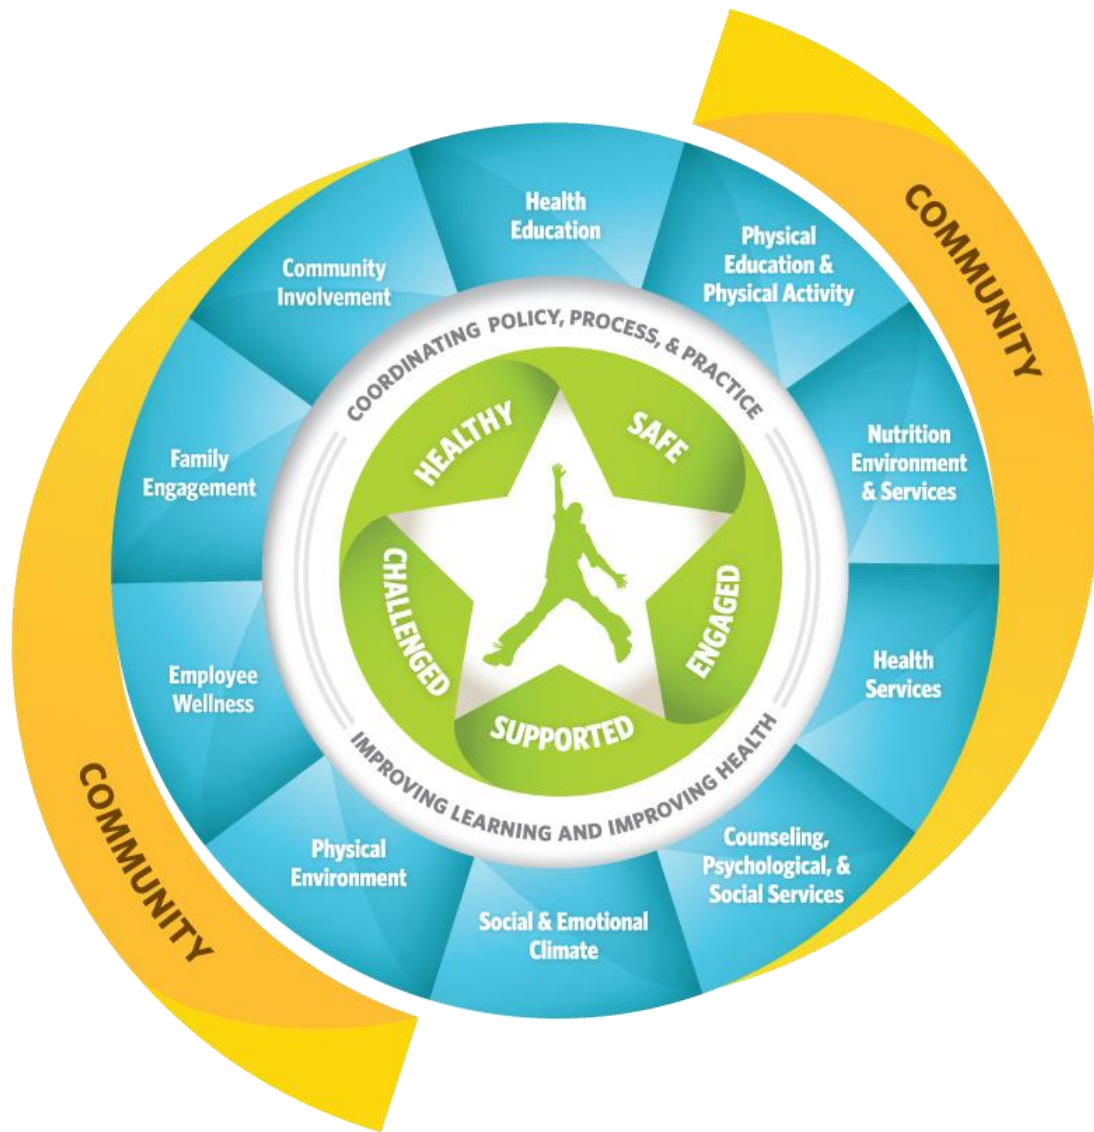 COMMUNITY
Health
Education
Physical
Education &
Physical Activity
Nutrition
Environment
& Services
Health
Services
Counseling,
Psychological, &
Social Services
Social & Emotional
Climate
Physical
Environment
Employee
Wellness
Family
Engagement
Community
Involvement
COORDINATING POLICY, PROCESS, & PRACTICE
IMPROVING LEARNING AND IMPROVING HEALTH
HEALTHY
SAFE
ENGAGED
SUPPORTED
CHALLENGED
COMMUNITY